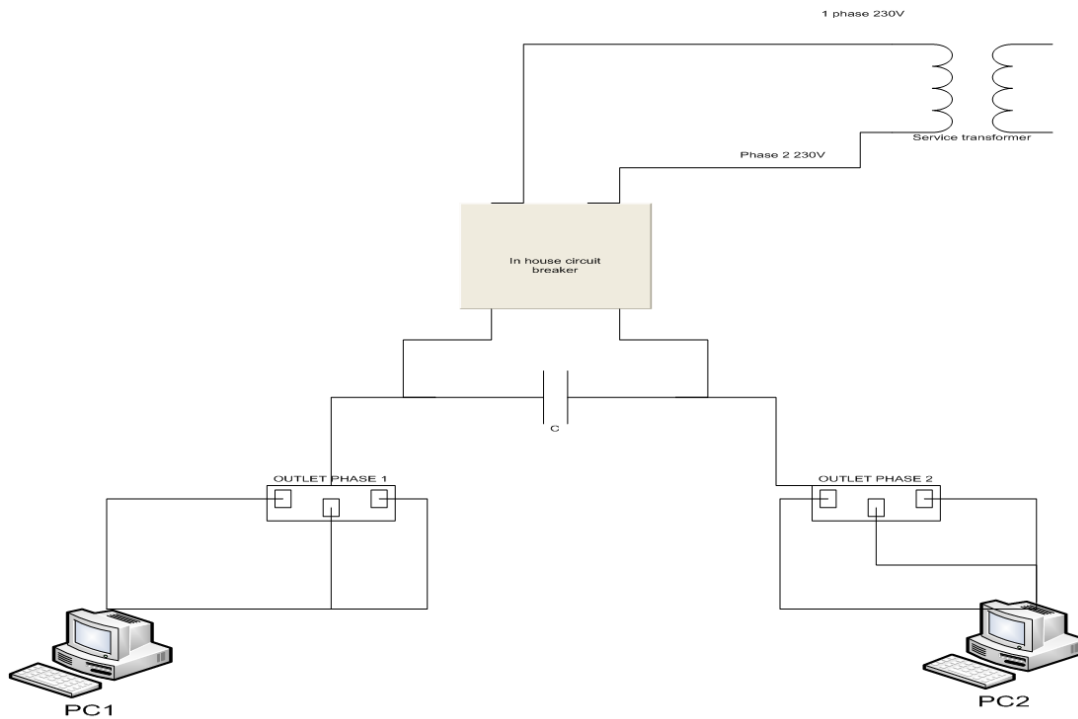 1 phase 230V
Service transformer
Phase 2 230V
In house circuit
breaker
C
OUTLET PHASE 1
OUTLET PHASE 2
PC1
PC2